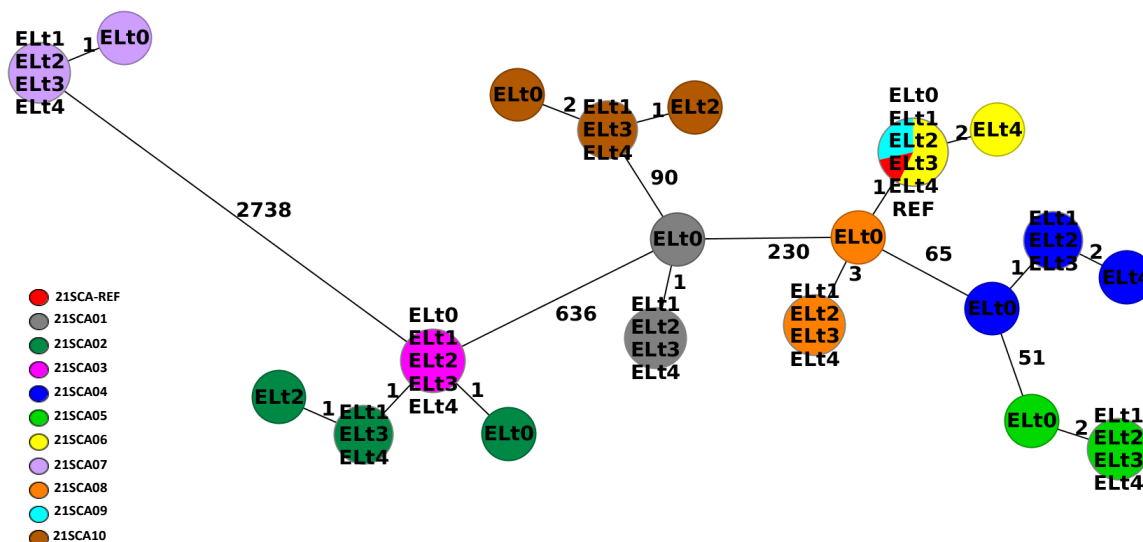 ELt1
ELt2
ELt3
ELt4
1
ELt0
2738
ELt0
2
ELt1
ELt3
ELt4
1
ELt2
90
ELt0
ELt1
ELt2
ELt3
ELt4
REF
2
ELt4
1
ELt0
230
ELt0
65
3
ELt1
ELt2
ELt3
1
2
ELt4
ELt0
1
ELt1
ELt2
ELt3
ELt4
636
ELt1
ELt2
ELt3
ELt4
51
ELt0
2
ELt1
ELt2
ELt3
ELt4
ELt0
ELt1
ELt2
ELt3
ELt4
1
1
ELt2
1
ELt1
ELt3
ELt4
ELt0
21SCA-REF
21SCA01
21SCA02
21SCA03
21SCA04
21SCA05
21SCA06
21SCA07
21SCA08
21SCA09
21SCA10